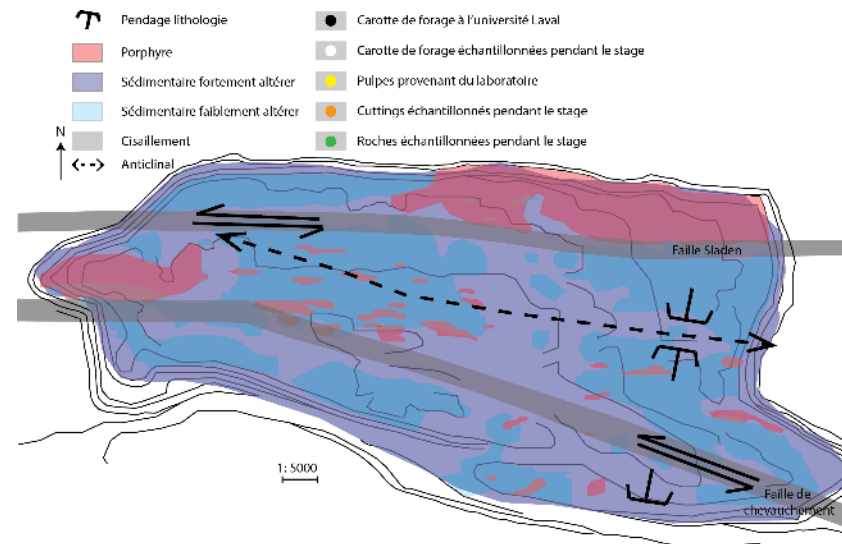 Pendage lithologie
Porphyre
Sédimentaire fortement altérer
Sédimentaire faiblement altérer
Cisaillement
Anticlinal
N
Carotte de forage à l'université Laval
Carotte de forage échantillonnées pendant le stage
Pulpes provenant du laboratoire
Cuttings échantillonnés pendant le stage
Roches échantillonnées pendant le stage
Faille Sladen
1: 5000
Faille de
chevauchement